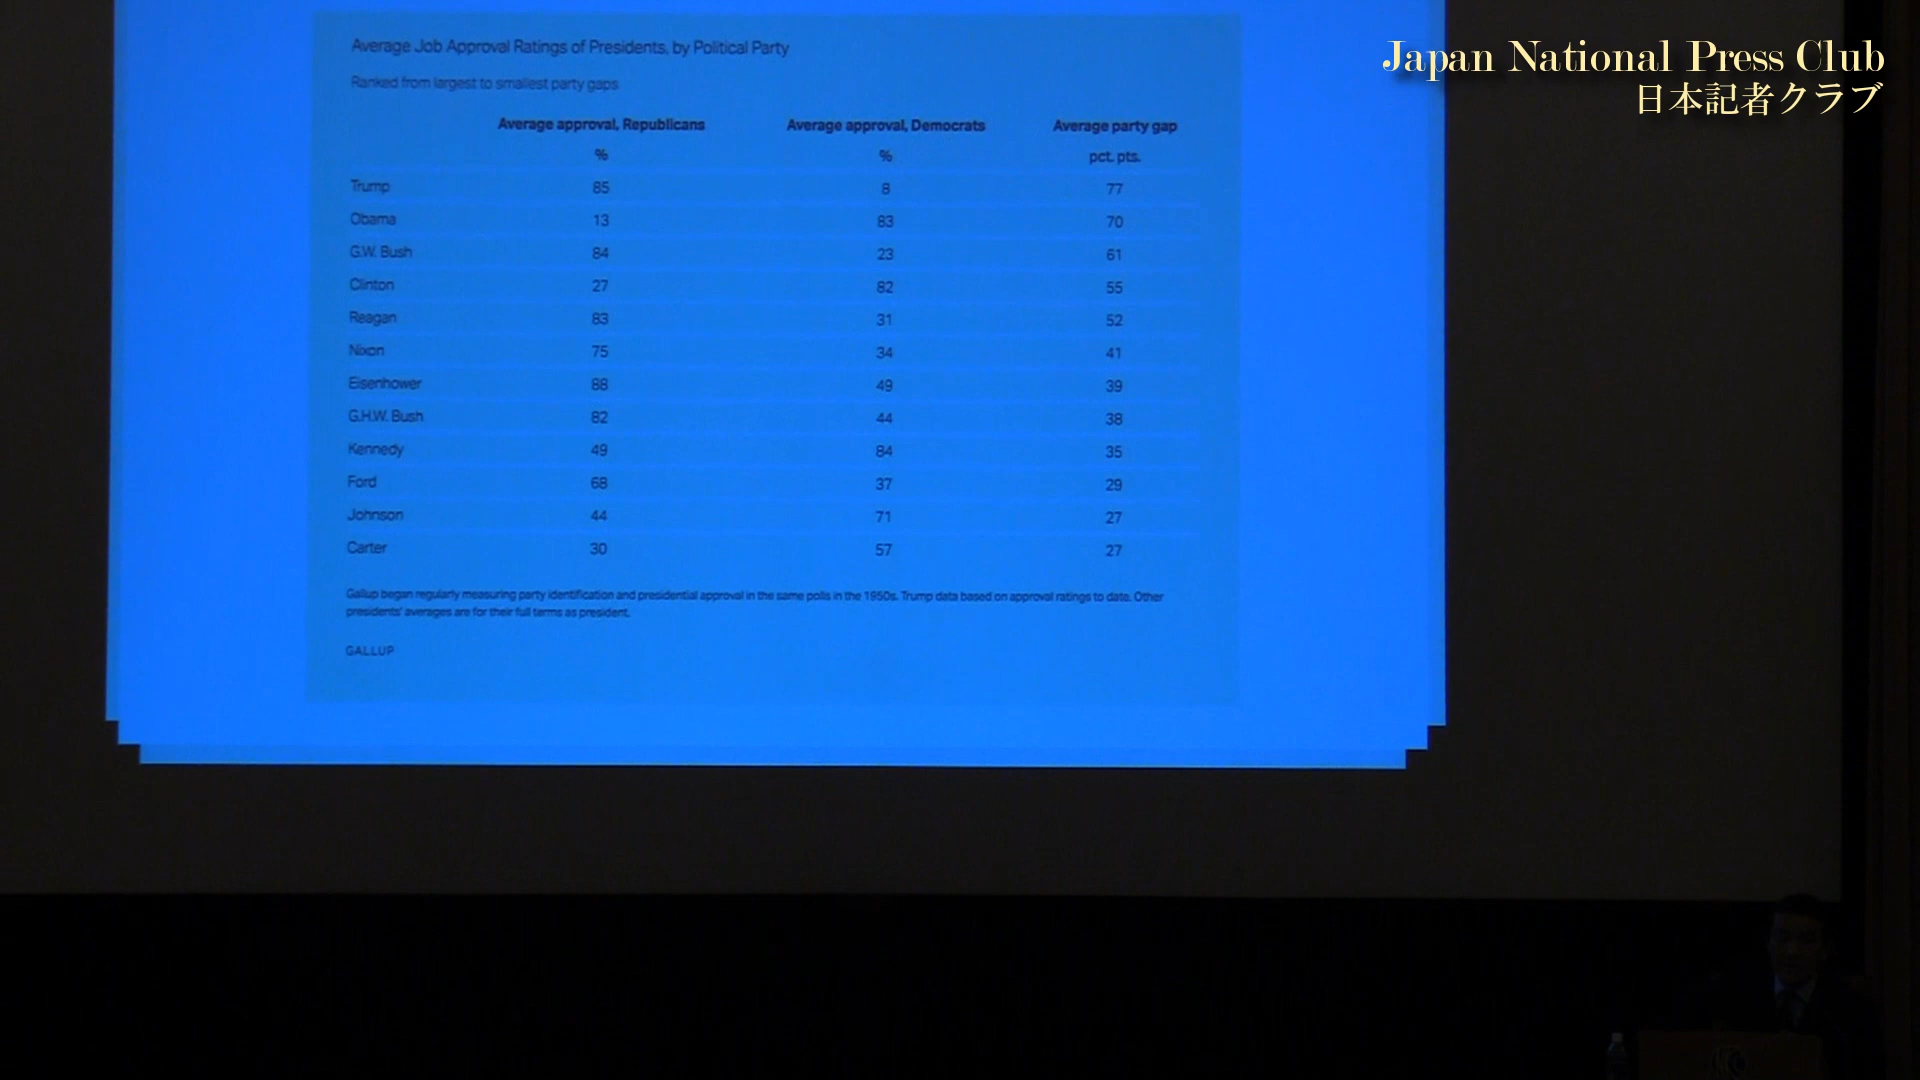 Japan National Press Club
日本記者クラブ
Average Job Approval Ratings of Presidents, by Political Party
Ranked from largest to smallest party gaps
Average approval, Republicans Average approval, Democrats Average party gap
% % pct. pts.
Trump 85 8 77
Obama 13 83 70
G.W. Bush 84 23 61
Clinton 27 82 55
Reagan 83 31 52
Nixon 75 34 41
Eisenhower 88 49 39
G.H.W. Bush 82 44 38
Kennedy 49 84 35
Ford 68 37 29
Johnson 44 71 27
Carter 30 57 27
Gallup began regularly measuring party identification and presidential approval in the same polls in the 1950s. Trump data based on approval ratings to date. Other
presidents' averages are for their full terms as president.
GALLUP